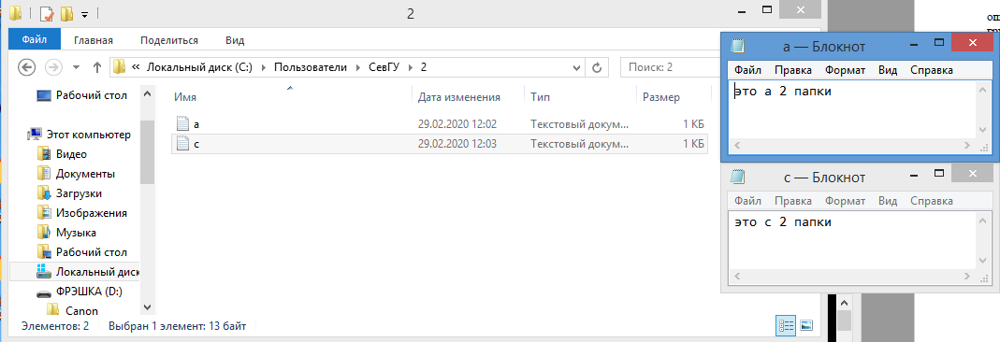 2
Файл Главная Поделиться Вид
Локальный диск (C:) Пользователи СевГУ 2
Поиск: 2
Рабочий стол
Этот компьютер
Видео
Документы
Загрузки
Изображения
Музыка
Рабочий стол
Локальный диск
ФРЭШКА (D:)
Canon
Имя Дата изменения Тип Размер
a 29.02.2020 12:02 Текстовый докум... 1 КБ
c 29.02.2020 12:03 Текстовый докум... 1 КБ
Элементов: 2 Выбран 1 элемент: 13 байт
a — Блокнот
Файл Правка Формат Вид Справка
это а 2 папки
c — Блокнот
Файл Правка Формат Вид Справка
это с 2 папки